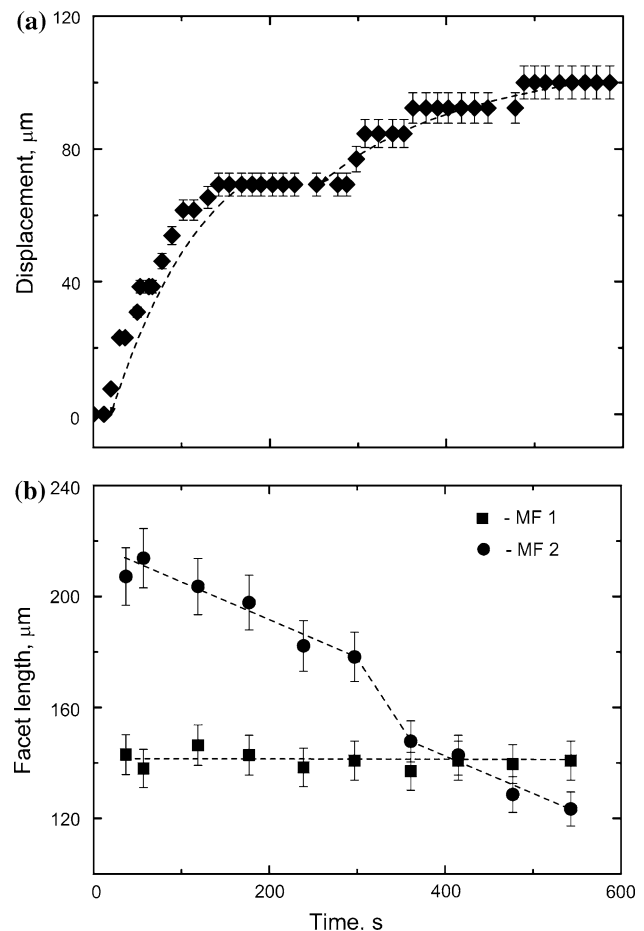 (a)
120
80
40
0
Displacement, μm
(b)
240
200
160
120
Facet length, μm
- MF 1
- MF 2
0 200 400 600
Time, s